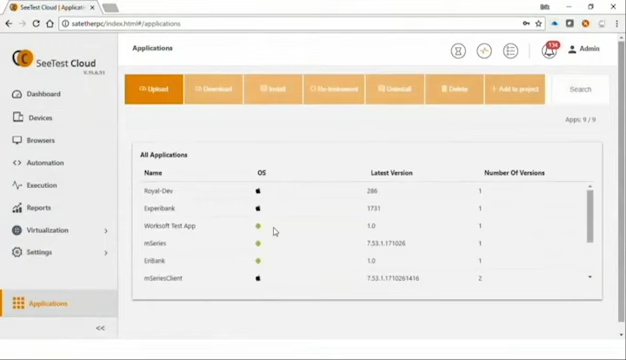 SeeTest Cloud | Applicati
satetherpc/index.html#/applications
SeeTest Cloud
Applications
134
Admin
Upload
Download
Install
Re-Instrument
Uninstall
Delete
+ Add to project
Search
Apps: 9 / 9
Dashboard
Devices
Browsers
Automation
Execution
Reports
Virtualization
Settings
Applications
<<
All Applications
Name OS Latest Version Number Of Versions
Royal-Dev 286 1
Experibank 1731 1
Worksoft Test App 1.0 1
mSeries 7.53.1.171026 1
EriBank 1.0 1
mSeriesClient 7.53.1.1710261416 2